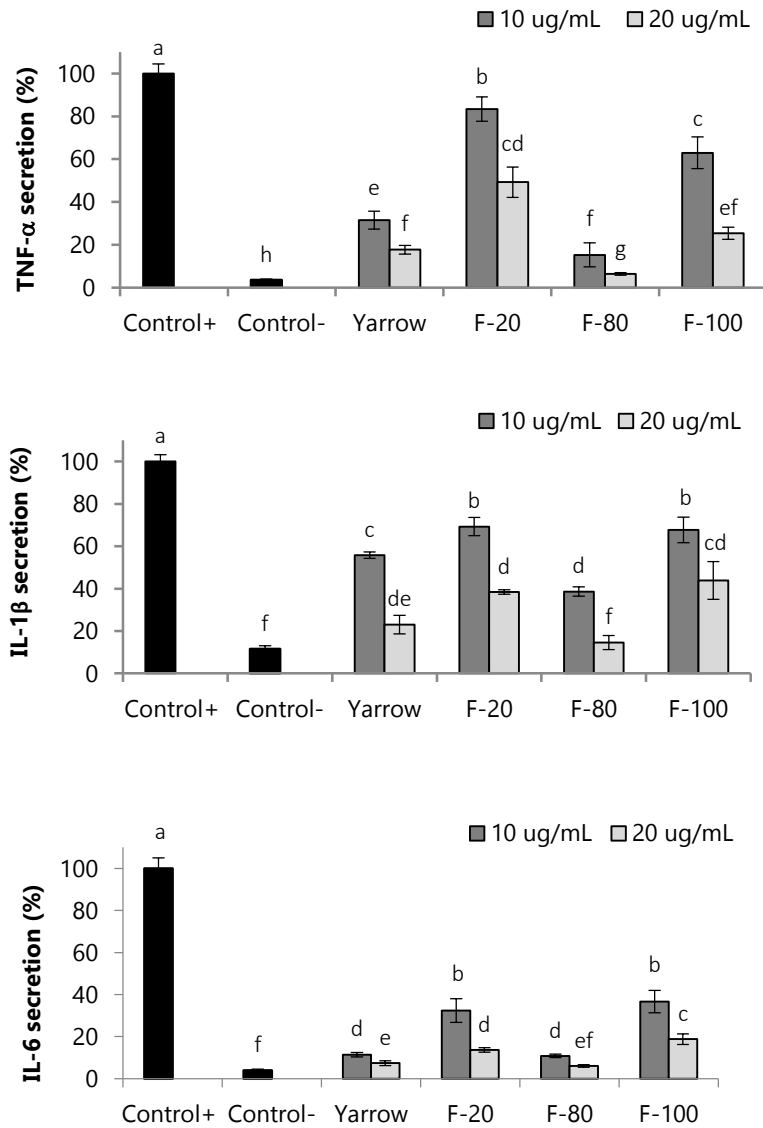 10 ug/mL 20 ug/mL
TNF-α secretion (%)
100
80
60
40
20
0
a
h
e
f
b
cd
f
g
c
ef
Control+ Control- Yarrow F-20 F-80 F-100
10 ug/mL 20 ug/mL
IL-1β secretion (%)
100
80
60
40
20
0
a
f
c
de
b
d
d
f
b
cd
Control+ Control- Yarrow F-20 F-80 F-100
10 ug/mL 20 ug/mL
IL-6 secretion (%)
100
80
60
40
20
0
a
f
d
e
b
d
d
ef
b
c
Control+ Control- Yarrow F-20 F-80 F-100